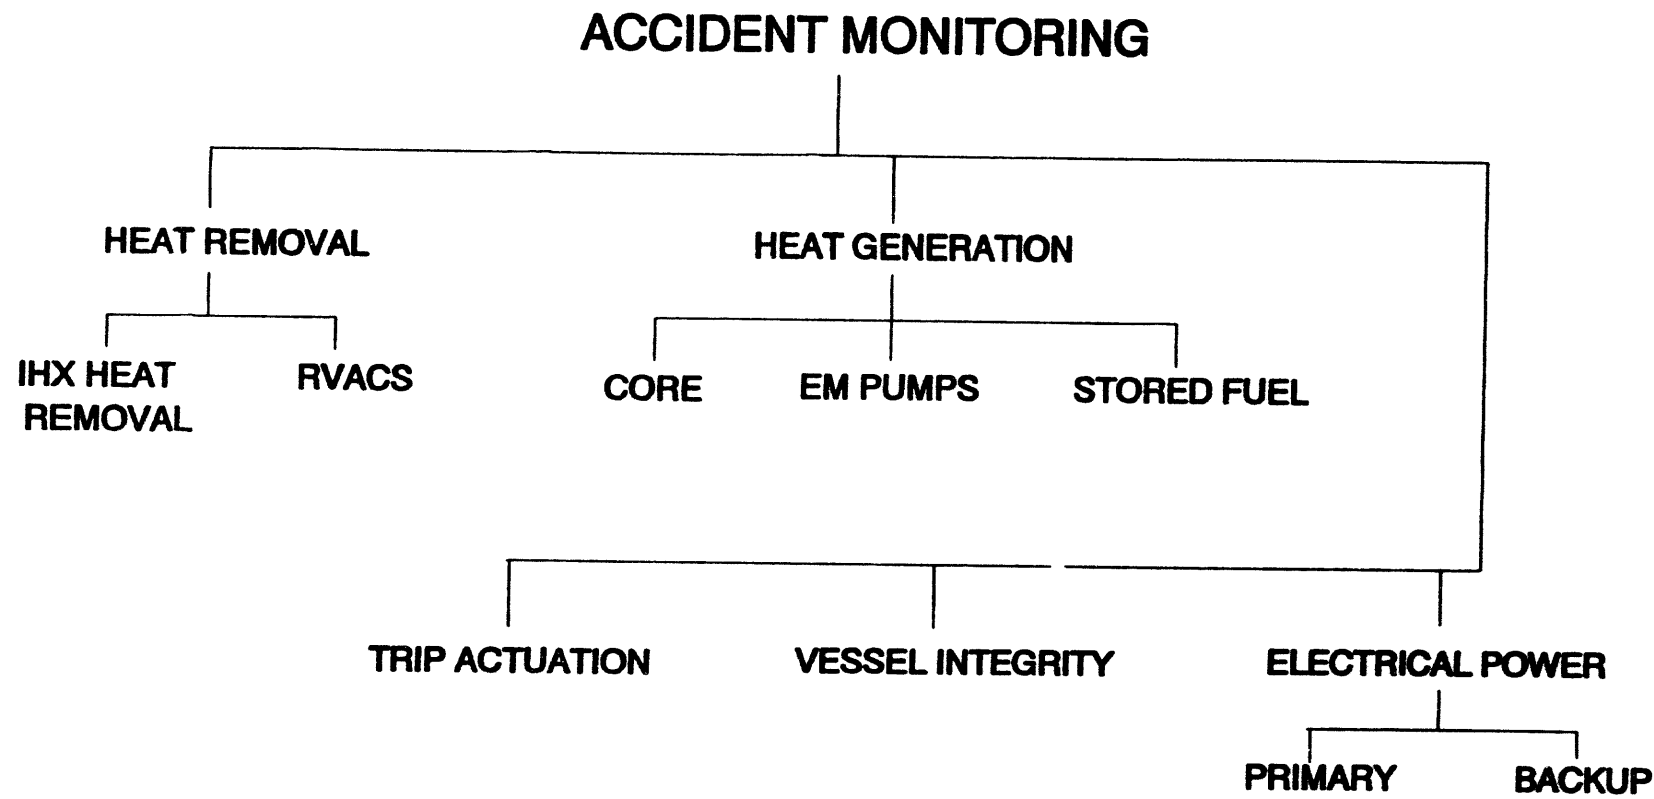 ACCIDENT MONITORING
HEAT REMOVAL
HEAT GENERATION
IHX HEAT
REMOVAL
RVACS
CORE
EM PUMPS
STORED FUEL
TRIP ACTUATION
VESSEL INTEGRITY
ELECTRICAL POWER
PRIMARY
BACKUP